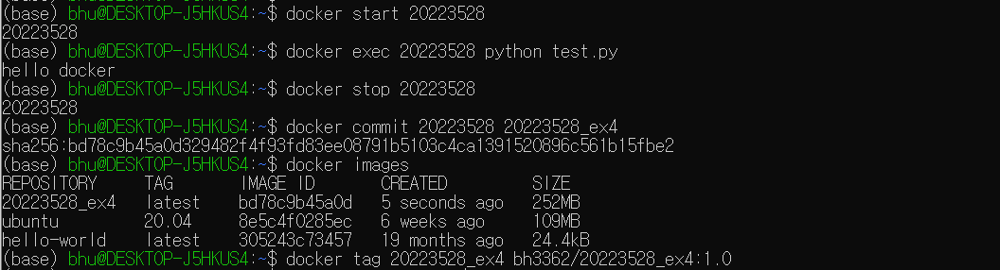 (base) bhu@DESKTOP-J5HKUS4:~$ docker start 20223528
20223528
(base) bhu@DESKTOP-J5HKUS4:~$ docker exec 20223528 python test.py
hello docker
(base) bhu@DESKTOP-J5HKUS4:~$ docker stop 20223528
20223528
(base) bhu@DESKTOP-J5HKUS4:~$ docker commit 20223528 20223528_ex4
sha256:bd78c9b45a0d329482f4f93fd83ee08791b5103c4ca1391520896c561b15fbe2
(base) bhu@DESKTOP-J5HKUS4:~$ docker images
REPOSITORY TAG IMAGE ID CREATED SIZE
20223528_ex4 latest bd78c9b45a0d 5 seconds ago 252MB
ubuntu 20.04 8e5c4f0285ec 6 weeks ago 109MB
hello-world latest 305243c73457 19 months ago 24.4kB
(base) bhu@DESKTOP-J5HKUS4:~$ docker tag 20223528_ex4 bh3362/20223528_ex4:1.0